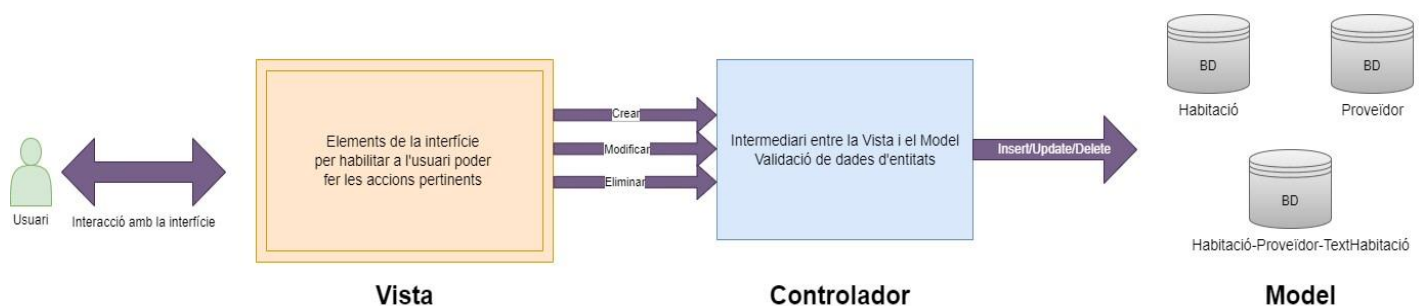 Usuari
Interacció amb la interfície
Elements de la interfície
per habilitar a l'usuari poder
fer les accions pertinents
Vista
Crear
Modificar
Eliminar
Intermediari entre la Vista i el Model
Validació de dades d'entitats
Controlador
Insert/Update/Delete
BD
Habitació
BD
Proveïdor
BD
Habitació-Proveïdor-TextHabitació
Model